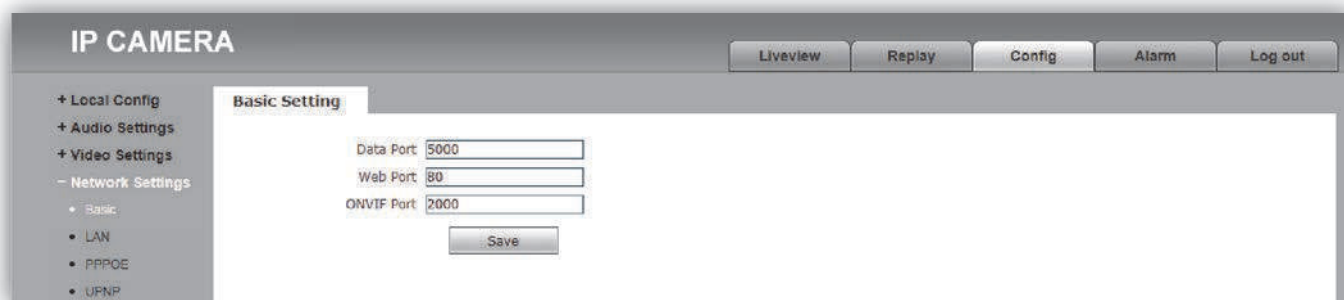 IP CAMERA
Liveview Replay Config Alarm Log out
+ Local Config
+ Audio Settings
+ Video Settings
− Network Settings
• Basic
• LAN
• PPPOE
• UPNP
Basic Setting
Data Port 5000
Web Port 80
ONVIF Port 2000
Save